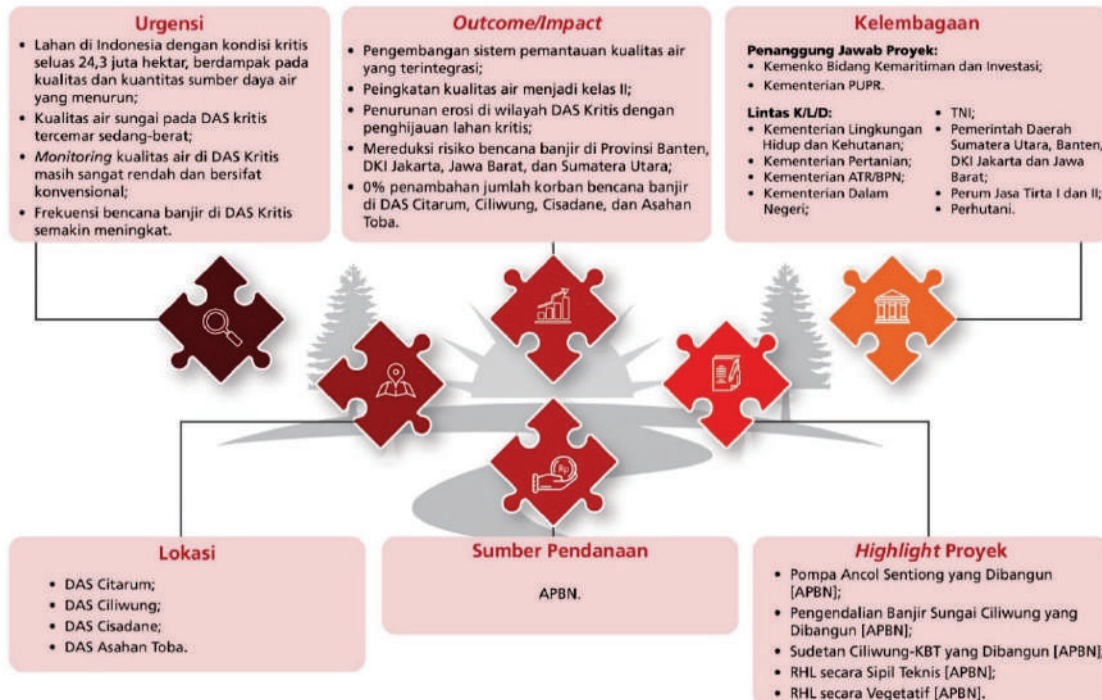 Urgensi
• Lahan di Indonesia dengan kondisi kritis
seluas 24,3 juta hektar, berdampak pada
kualitas dan kuantitas sumber daya air
yang menurun;
• Kualitas air sungai pada DAS kritis
tercemar sedang-berat;
• Monitoring kualitas air di DAS Kritis
masih sangat rendah dan bersifat
konvensional;
• Frekuensi bencana banjir di DAS Kritis
semakin meningkat.
Outcome/Impact
• Pengembangan sistem pemantauan kualitas air
yang terintegrasi;
• Peingkatan kualitas air menjadi kelas II;
• Penurunan erosi di wilayah DAS Kritis dengan
penghijauan lahan kritis;
• Mereduksi risiko bencana banjir di Provinsi Banten,
DKI Jakarta, Jawa Barat, dan Sumatera Utara;
• 0% penambahan jumlah korban bencana banjir
di DAS Citarum, Ciliwung, Cisadane, dan Asahan
Toba.
Kelembagaan
Penanggung Jawab Proyek:
• Kemenko Bidang Kemaritiman dan Investasi;
• Kementerian PUPR.
Lintas K/L/D:
• Kementerian Lingkungan
Hidup dan Kehutanan;
• Kementerian Pertanian;
• Kementerian ATR/BPN;
• Kementerian Dalam
Negeri;
• TNI;
• Pemerintah Daerah
Sumatera Utara, Banten,
DKI Jakarta dan Jawa
Barat;
• Perum Jasa Tirta I dan II;
• Perhutani.
Rp
Lokasi
• DAS Citarum;
• DAS Ciliwung;
• DAS Cisadane;
• DAS Asahan Toba.
Sumber Pendanaan
APBN.
Highlight Proyek
• Pompa Ancol Sentiong yang Dibangun
[APBN];
• Pengendalian Banjir Sungai Ciliwung yang
Dibangun [APBN];
• Sudetan Ciliwung-KBT yang Dibangun [APBN];
• RHL secara Sipil Teknis [APBN];
• RHL secara Vegetatif [APBN].